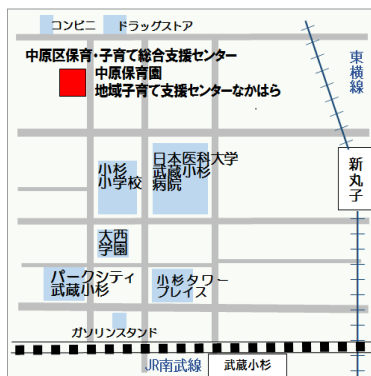 コンビニ
ドラッグストア
中原区保育・子育て総合支援センター
中原保育園
地域子育て支援センターなかはら
東横線
新丸子
日本医科大学
武蔵小杉
病院
小杉
小学校
大西
学園
パークシティ
武蔵小杉
小杉タワー
プレイス
ガソリンスタンド
JR南武線
武蔵小杉